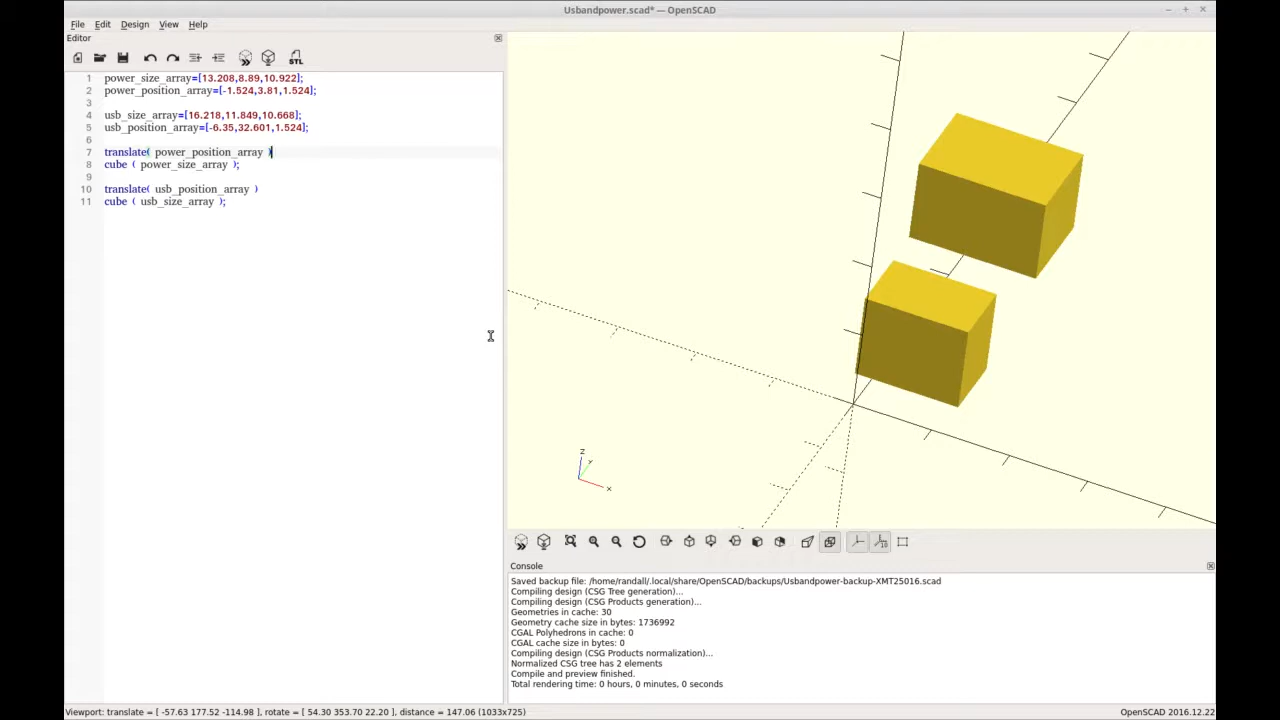 Usbandpower.scad* — OpenSCAD
File Edit Design View Help
Editor
STL
1 power_size_array=[13.208,8.89,10.922];
2 power_position_array=[-1.524,3.81,1.524];
3
4 usb_size_array=[16.218,11.849,10.668];
5 usb_position_array=[-6.35,32.601,1.524];
6
7 translate( power_position_array )
8 cube ( power_size_array );
9
10 translate( usb_position_array )
11 cube ( usb_size_array );
Z
Y
X
10
Console
Saved backup file: /home/randall/.local/share/OpenSCAD/backups/Usbandpower-backup-XMT25016.scad
Compiling design (CSG Tree generation)...
Compiling design (CSG Products generation)...
Geometries in cache: 30
Geometry cache size in bytes: 1736992
CGAL Polyhedrons in cache: 0
CGAL cache size in bytes: 0
Compiling design (CSG Products normalization)...
Normalized CSG tree has 2 elements
Compile and preview finished.
Total rendering time: 0 hours, 0 minutes, 0 seconds
Viewport: translate = [ -57.63 177.52 -114.98 ], rotate = [ 54.30 353.70 22.20 ], distance = 147.06 (1033x725)
OpenSCAD 2016.12.22